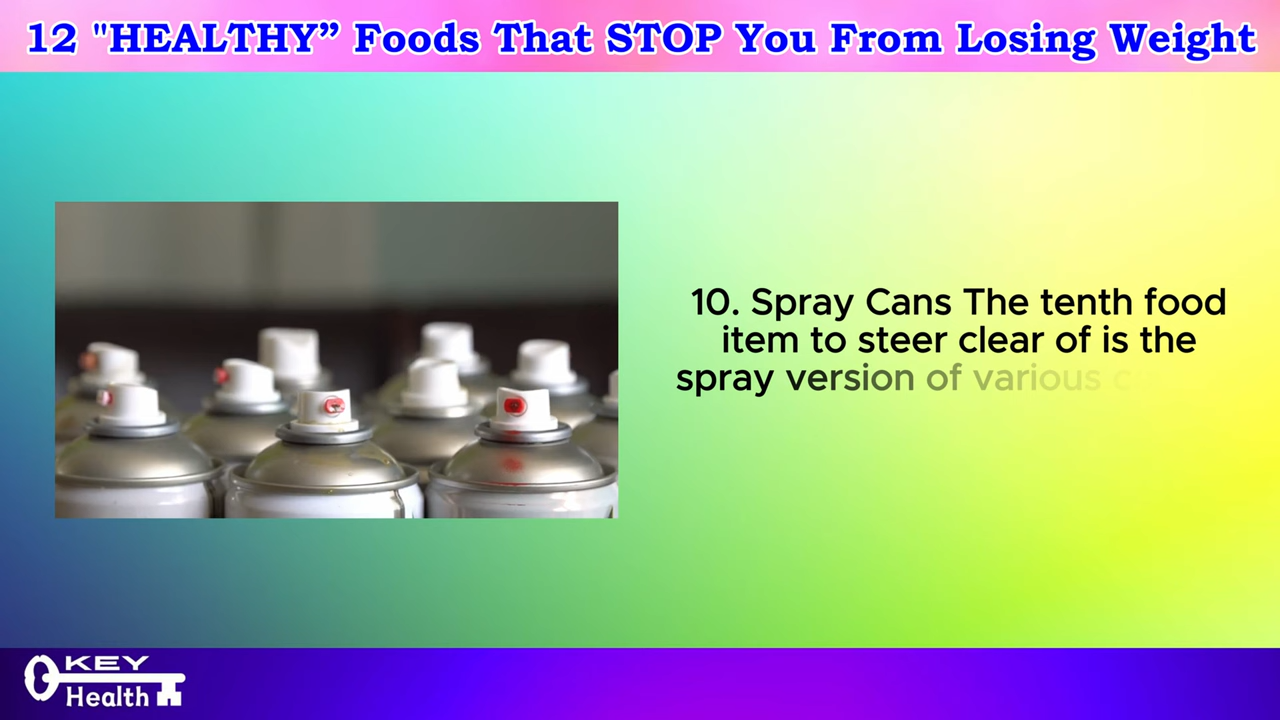 12 "HEALTHY” Foods That STOP You From Losing Weight
10. Spray Cans The tenth food
item to steer clear of is the
spray version of various
KEY
Health